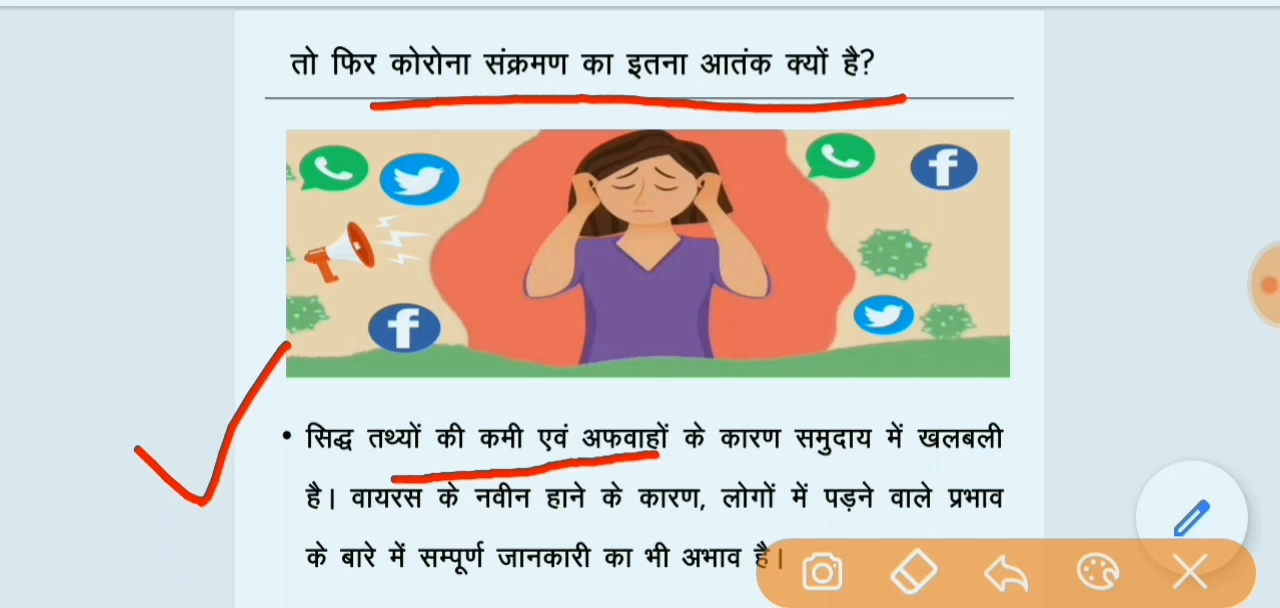 तो फिर कोरोना संक्रमण का इतना आतंक क्यों है?
• सिद्ध तथ्यों की कमी एवं अफवाहों के कारण समुदाय में खलबली
है। वायरस के नवीन हाने के कारण, लोगों में पड़ने वाले प्रभाव
के बारे में सम्पूर्ण जानकारी का भी अभाव है।